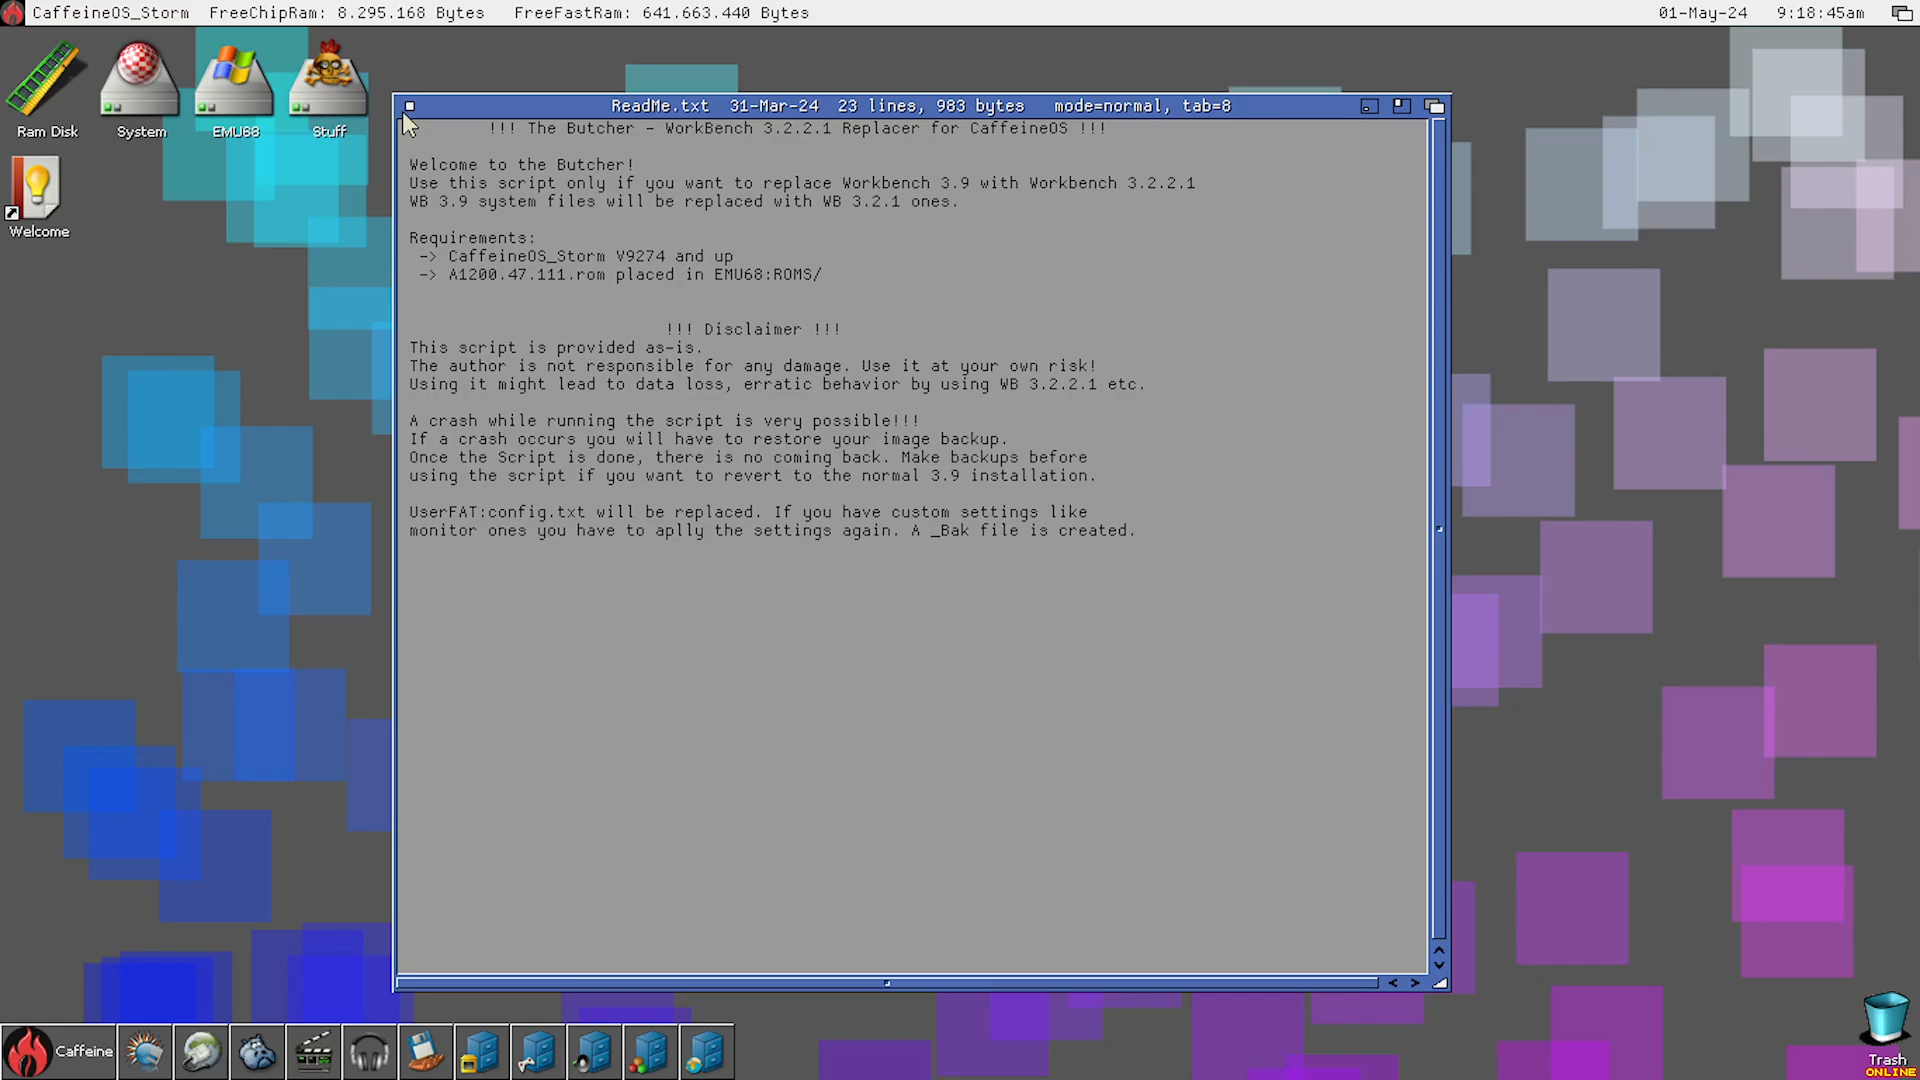 CaffeineOS_Storm  FreeChipRam: 8.295.168 Bytes   FreeFastRam: 641.663.440 Bytes
01-May-24  9:18:45am
Ram Disk
System
EMU68
Stuff
Welcome
ReadMe.txt  31-Mar-24  23 lines, 983 bytes   mode=normal, tab=8
!!! The Butcher - WorkBench 3.2.2.1 Replacer for CaffeineOS !!!
Welcome to the Butcher!
Use this script only if you want to replace Workbench 3.9 with Workbench 3.2.2.1
WB 3.9 system files will be replaced with WB 3.2.1 ones.
Requirements:
-> CaffeineOS_Storm V9274 and up
-> A1200.47.111.rom placed in EMU68:ROMS/
!!! Disclaimer !!!
This script is provided as-is.
The author is not responsible for any damage. Use it at your own risk!
Using it might lead to data loss, erratic behavior by using WB 3.2.2.1 etc.
A crash while running the script is very possible!!!
If a crash occurs you will have to restore your image backup.
Once the Script is done, there is no coming back. Make backups before
using the script if you want to revert to the normal 3.9 installation.
UserFAT:config.txt will be replaced. If you have custom settings like
monitor ones you have to aplly the settings again. A _Bak file is created.
Caffeine
Trash
ONLINE